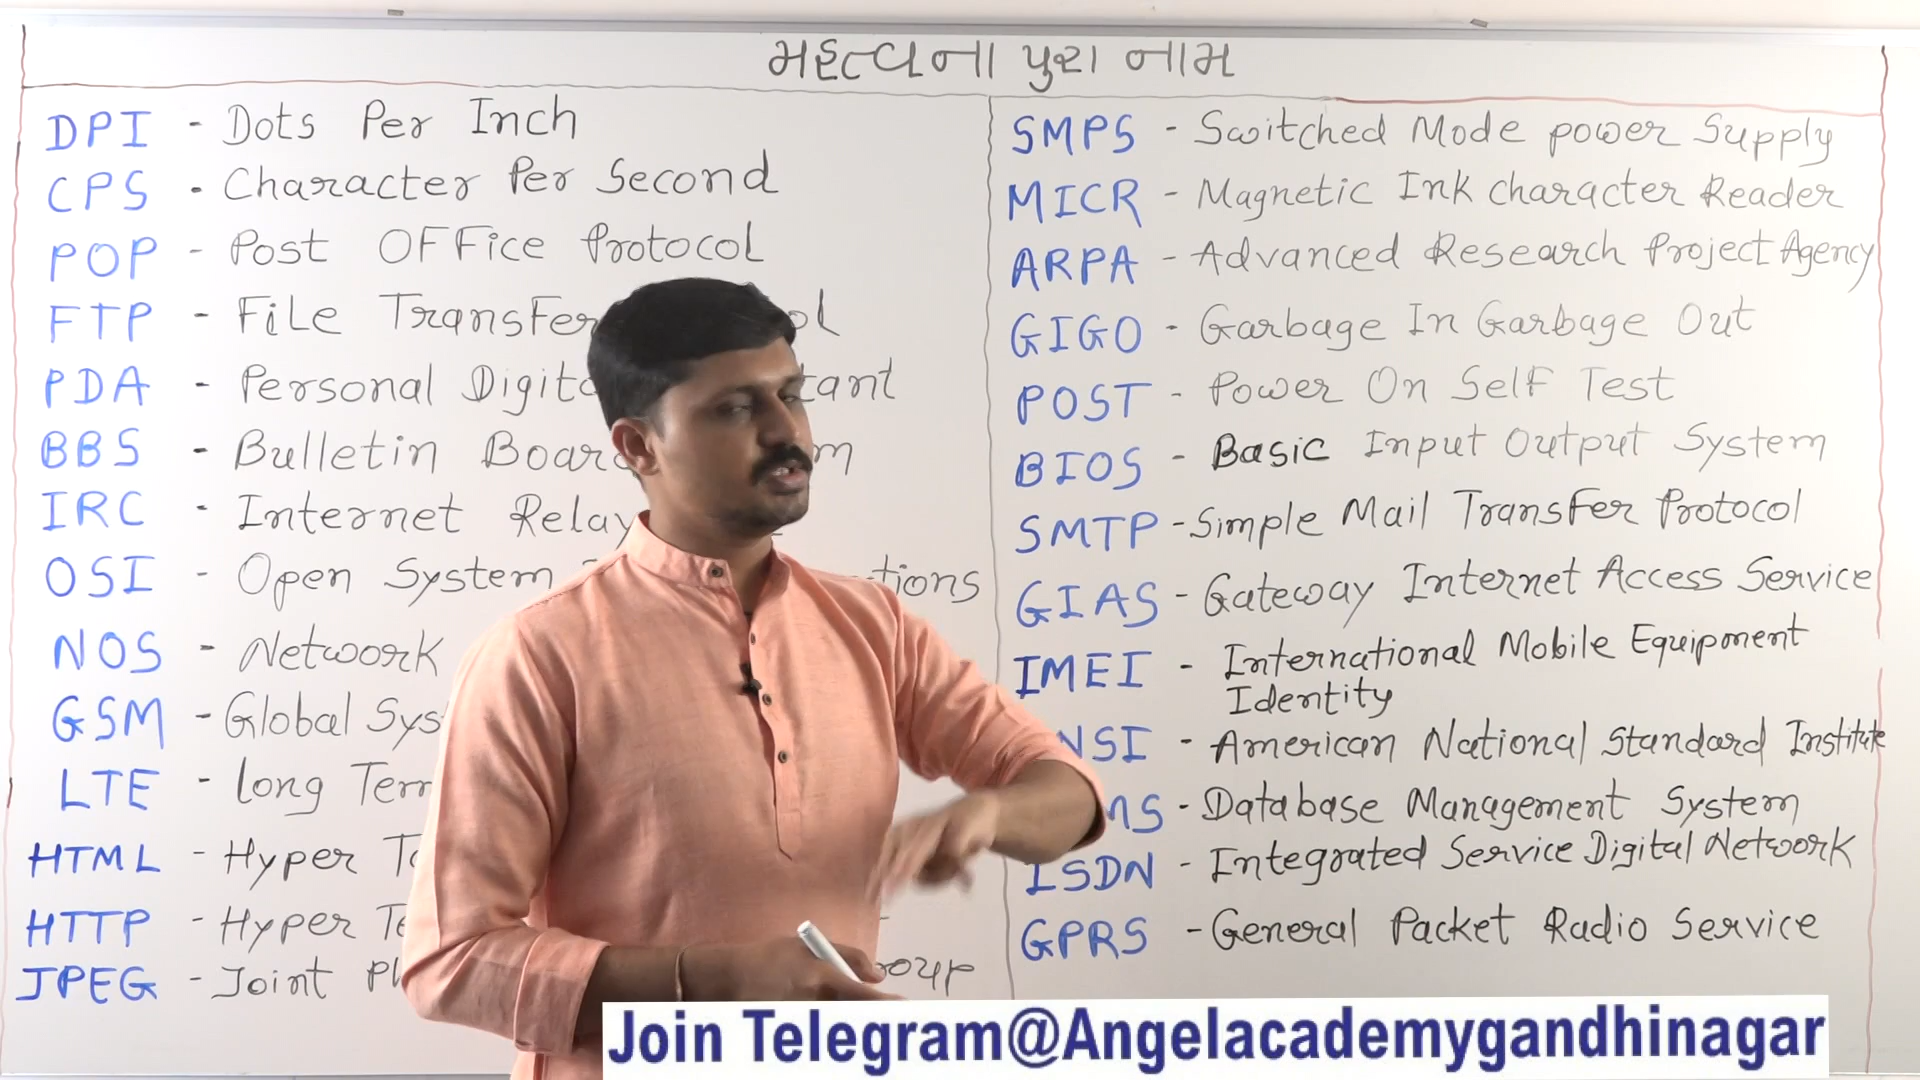 મહત્વના પુરા નામ
DPI - Dots Per Inch
CPS - Character Per Second
POP - Post OFFice Protocol
FTP - File Transfer
PDA - Personal
BBS - Bulletin
IRC - Internet Relay
OSI - Open System
NOS - Network
GSM - Global
LTE - Long
HTML - Hyper
HTTP - Hyper
JPEG - Joint
SMPS - Switched Mode power Supply
MICR - Magnetic Ink character Reader
ARPA - Advanced Research Project Agency
GIGO - Garbage In Garbage Out
POST - Power On Self Test
BIOS - Basic Input Output System
SMTP - Simple Mail Transfer Protocol
GIAS - Gateway Internet Access Service
IMEI - International Mobile Equipment
Identity
- American National Standard Institute
- Database Management System
ISDN - Integrated Service Digital Network
GPRS - General Packet Radio Service
Join Telegram@Angelacademygandhinagar